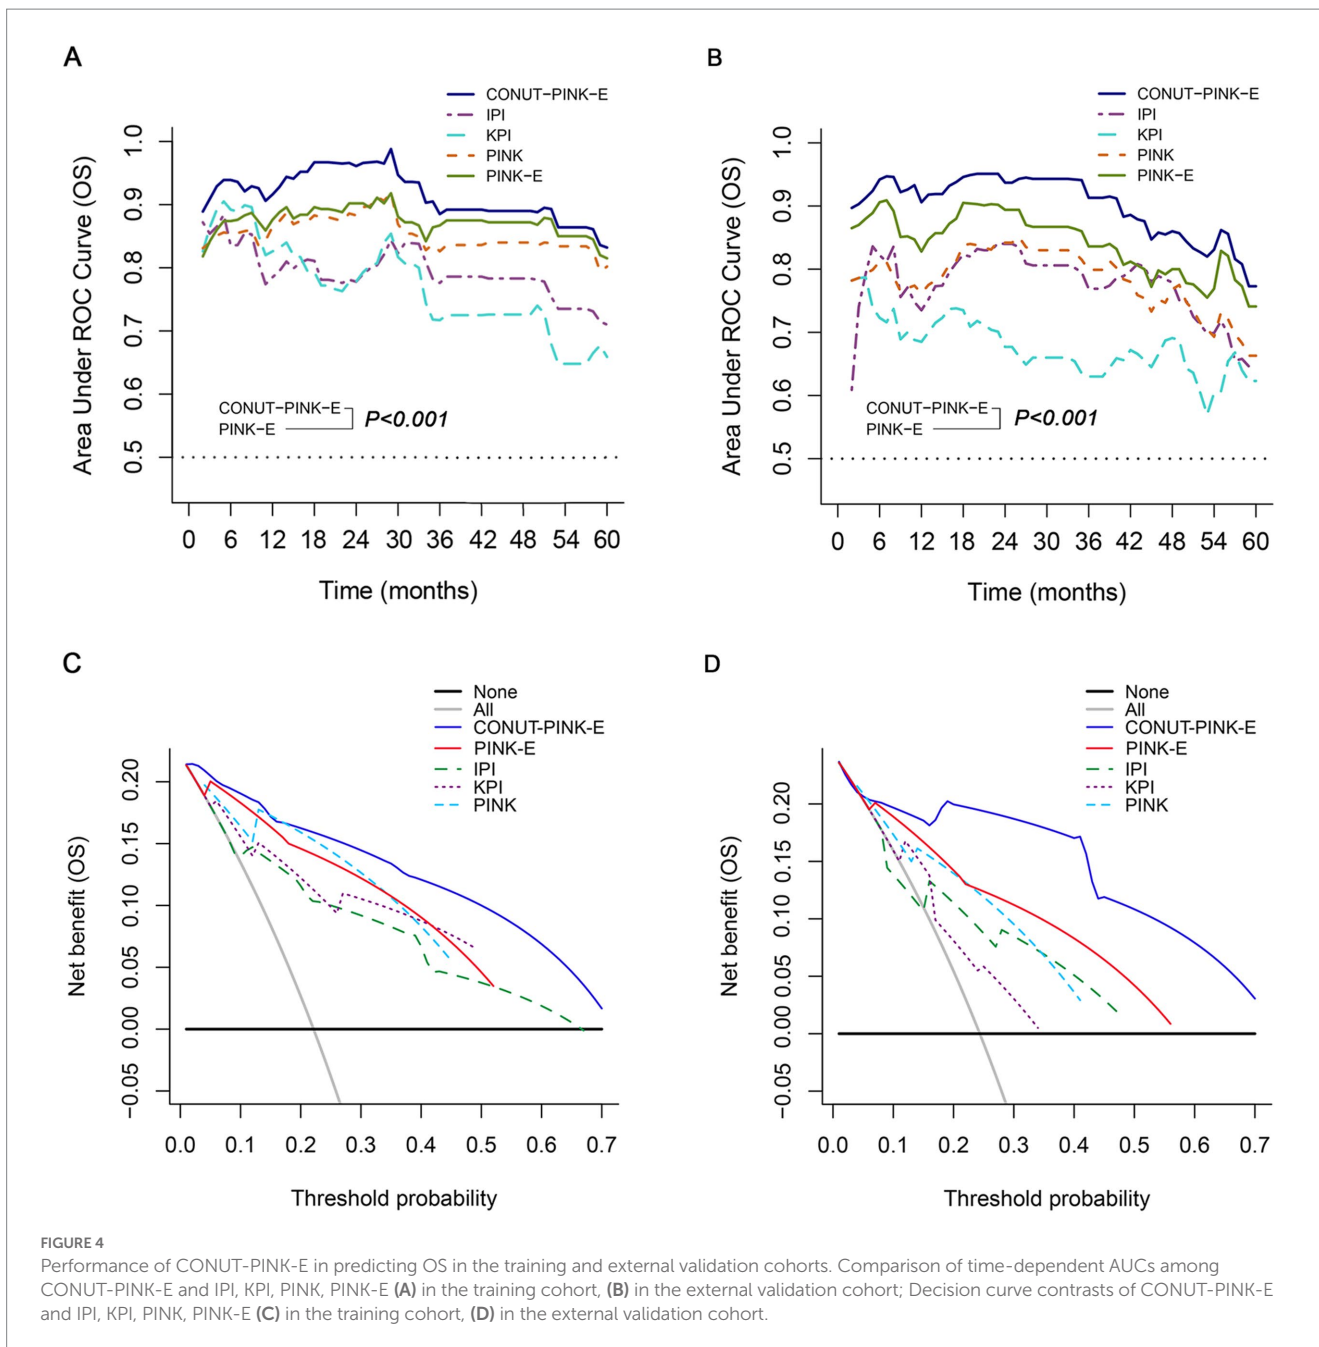 A
CONUT−PINK−E
IPI
KPI
PINK
PINK−E
Area Under ROC Curve (OS)
1.0
0.9
0.8
0.7
0.6
0.5
CONUT−PINK−E
PINK−E
P<0.001
0 6 12 18 24 30 36 42 48 54 60
Time (months)
B
CONUT−PINK−E
IPI
KPI
PINK
PINK−E
Area Under ROC Curve (OS)
1.0
0.9
0.8
0.7
0.6
0.5
CONUT−PINK−E
PINK−E
P<0.001
0 6 12 18 24 30 36 42 48 54 60
Time (months)
C
None
All
CONUT-PINK-E
PINK-E
IPI
KPI
PINK
Net benefit (OS)
0.20
0.15
0.10
0.05
0.00
−0.05
0.0 0.1 0.2 0.3 0.4 0.5 0.6 0.7
Threshold probability
D
None
All
CONUT-PINK-E
PINK-E
IPI
KPI
PINK
Net benefit (OS)
0.20
0.15
0.10
0.05
0.00
−0.05
0.0 0.1 0.2 0.3 0.4 0.5 0.6 0.7
Threshold probability
FIGURE 4
Performance of CONUT-PINK-E in predicting OS in the training and external validation cohorts. Comparison of time-dependent AUCs among
CONUT-PINK-E and IPI, KPI, PINK, PINK-E (A) in the training cohort, (B) in the external validation cohort; Decision curve contrasts of CONUT-PINK-E
and IPI, KPI, PINK, PINK-E (C) in the training cohort, (D) in the external validation cohort.